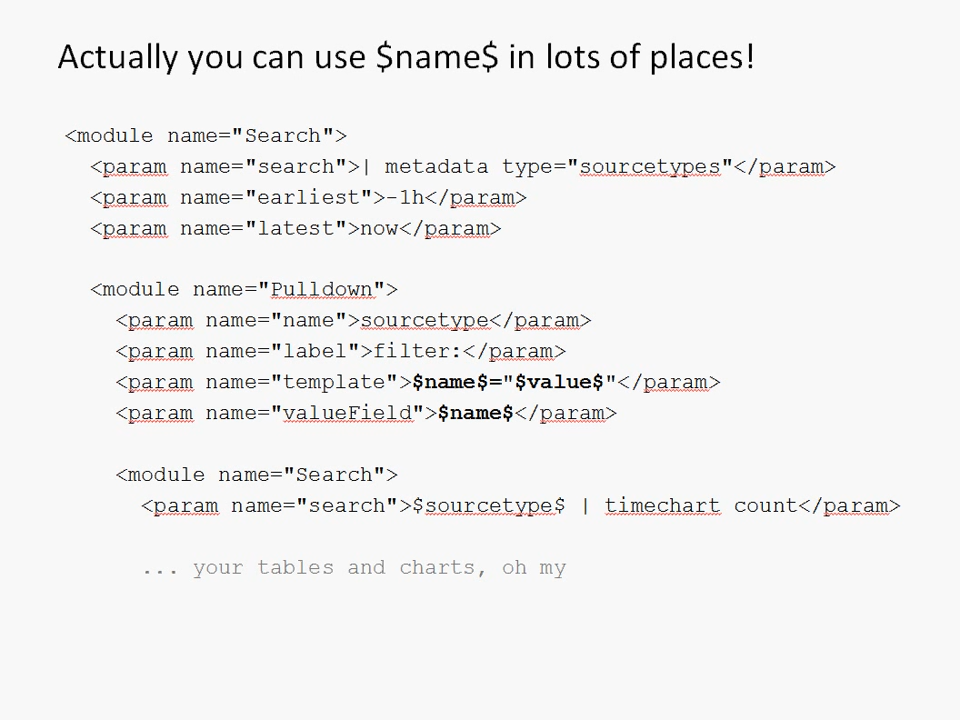 Actually you can use $name$ in lots of places!
<module name="Search">
<param name="search">| metadata type="sourcetypes"</param>
<param name="earliest">-1h</param>
<param name="latest">now</param>
<module name="Pulldown">
<param name="name">sourcetype</param>
<param name="label">filter:</param>
<param name="template">$name$="$value$"</param>
<param name="valueField">$name$</param>
<module name="Search">
<param name="search">$sourcetype$ | timechart count</param>
... your tables and charts, oh my